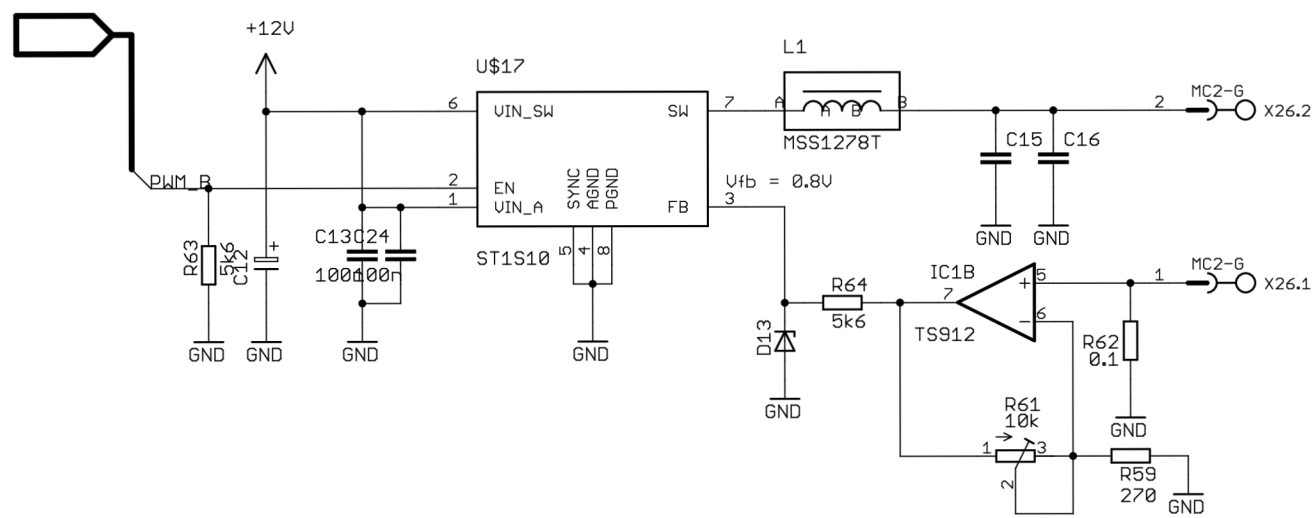 +12V
U$17
L1
6
VIN_SW
SW
7
A
A
B
B
2
MC2-G
X26.2
MSS1278T
C15
C16
PWM_B
2
EN
1
VIN_A
SYNC
AGND
PGND
FB
Vfb = 0.8V
3
5
4
8
ST1S10
R63
5k6
C12
+
C13
C24
100n
100n
GND
GND
GND
GND
GND
GND
D13
GND
R64
5k6
7
IC1B
TS912
+
5
-
6
1
MC2-G
X26.1
R62
0.1
GND
R61
10k
1
3
2
R59
270
GND